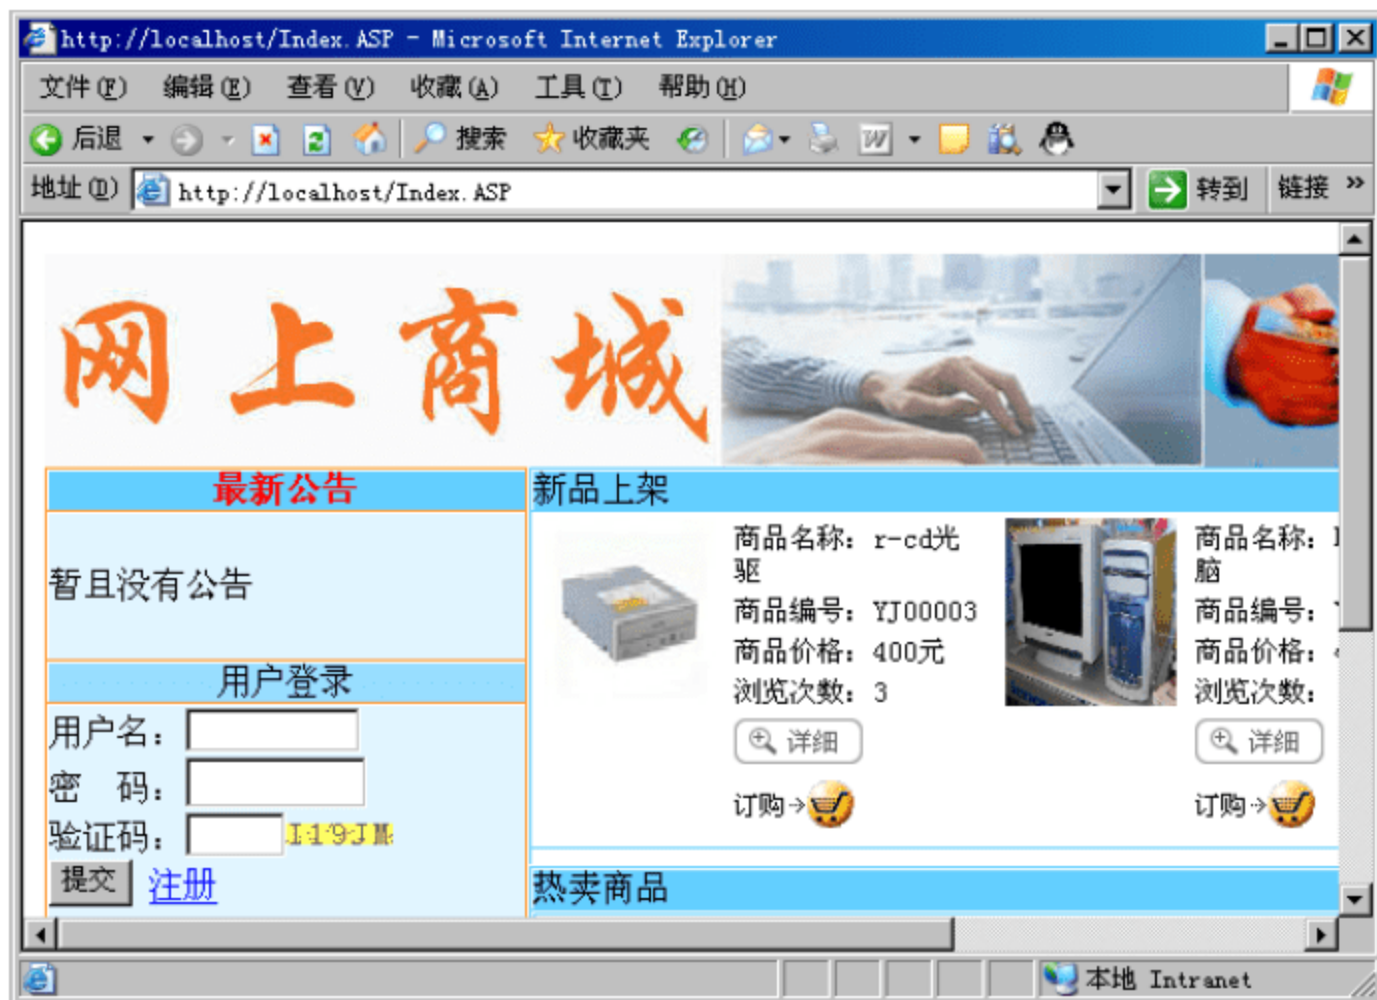 http://localhost/Index.ASP - Microsoft Internet Explorer
文件(F) 编辑(E) 查看(V) 收藏(A) 工具(T) 帮助(H)
后退 搜索 收藏夹
地址(D) http://localhost/Index.ASP 转到 链接 »
网上商城
最新公告
暂且没有公告
用户登录
用户名：
密 码：
验证码： I19JM
提交 注册
新品上架
商品名称：r-cd光
驱
商品编号：YJ00003
商品价格：400元
浏览次数：3
详细
订购→
商品名称：
脑
商品编号：
商品价格：
浏览次数：
详细
订购→
热卖商品
本地 Intranet